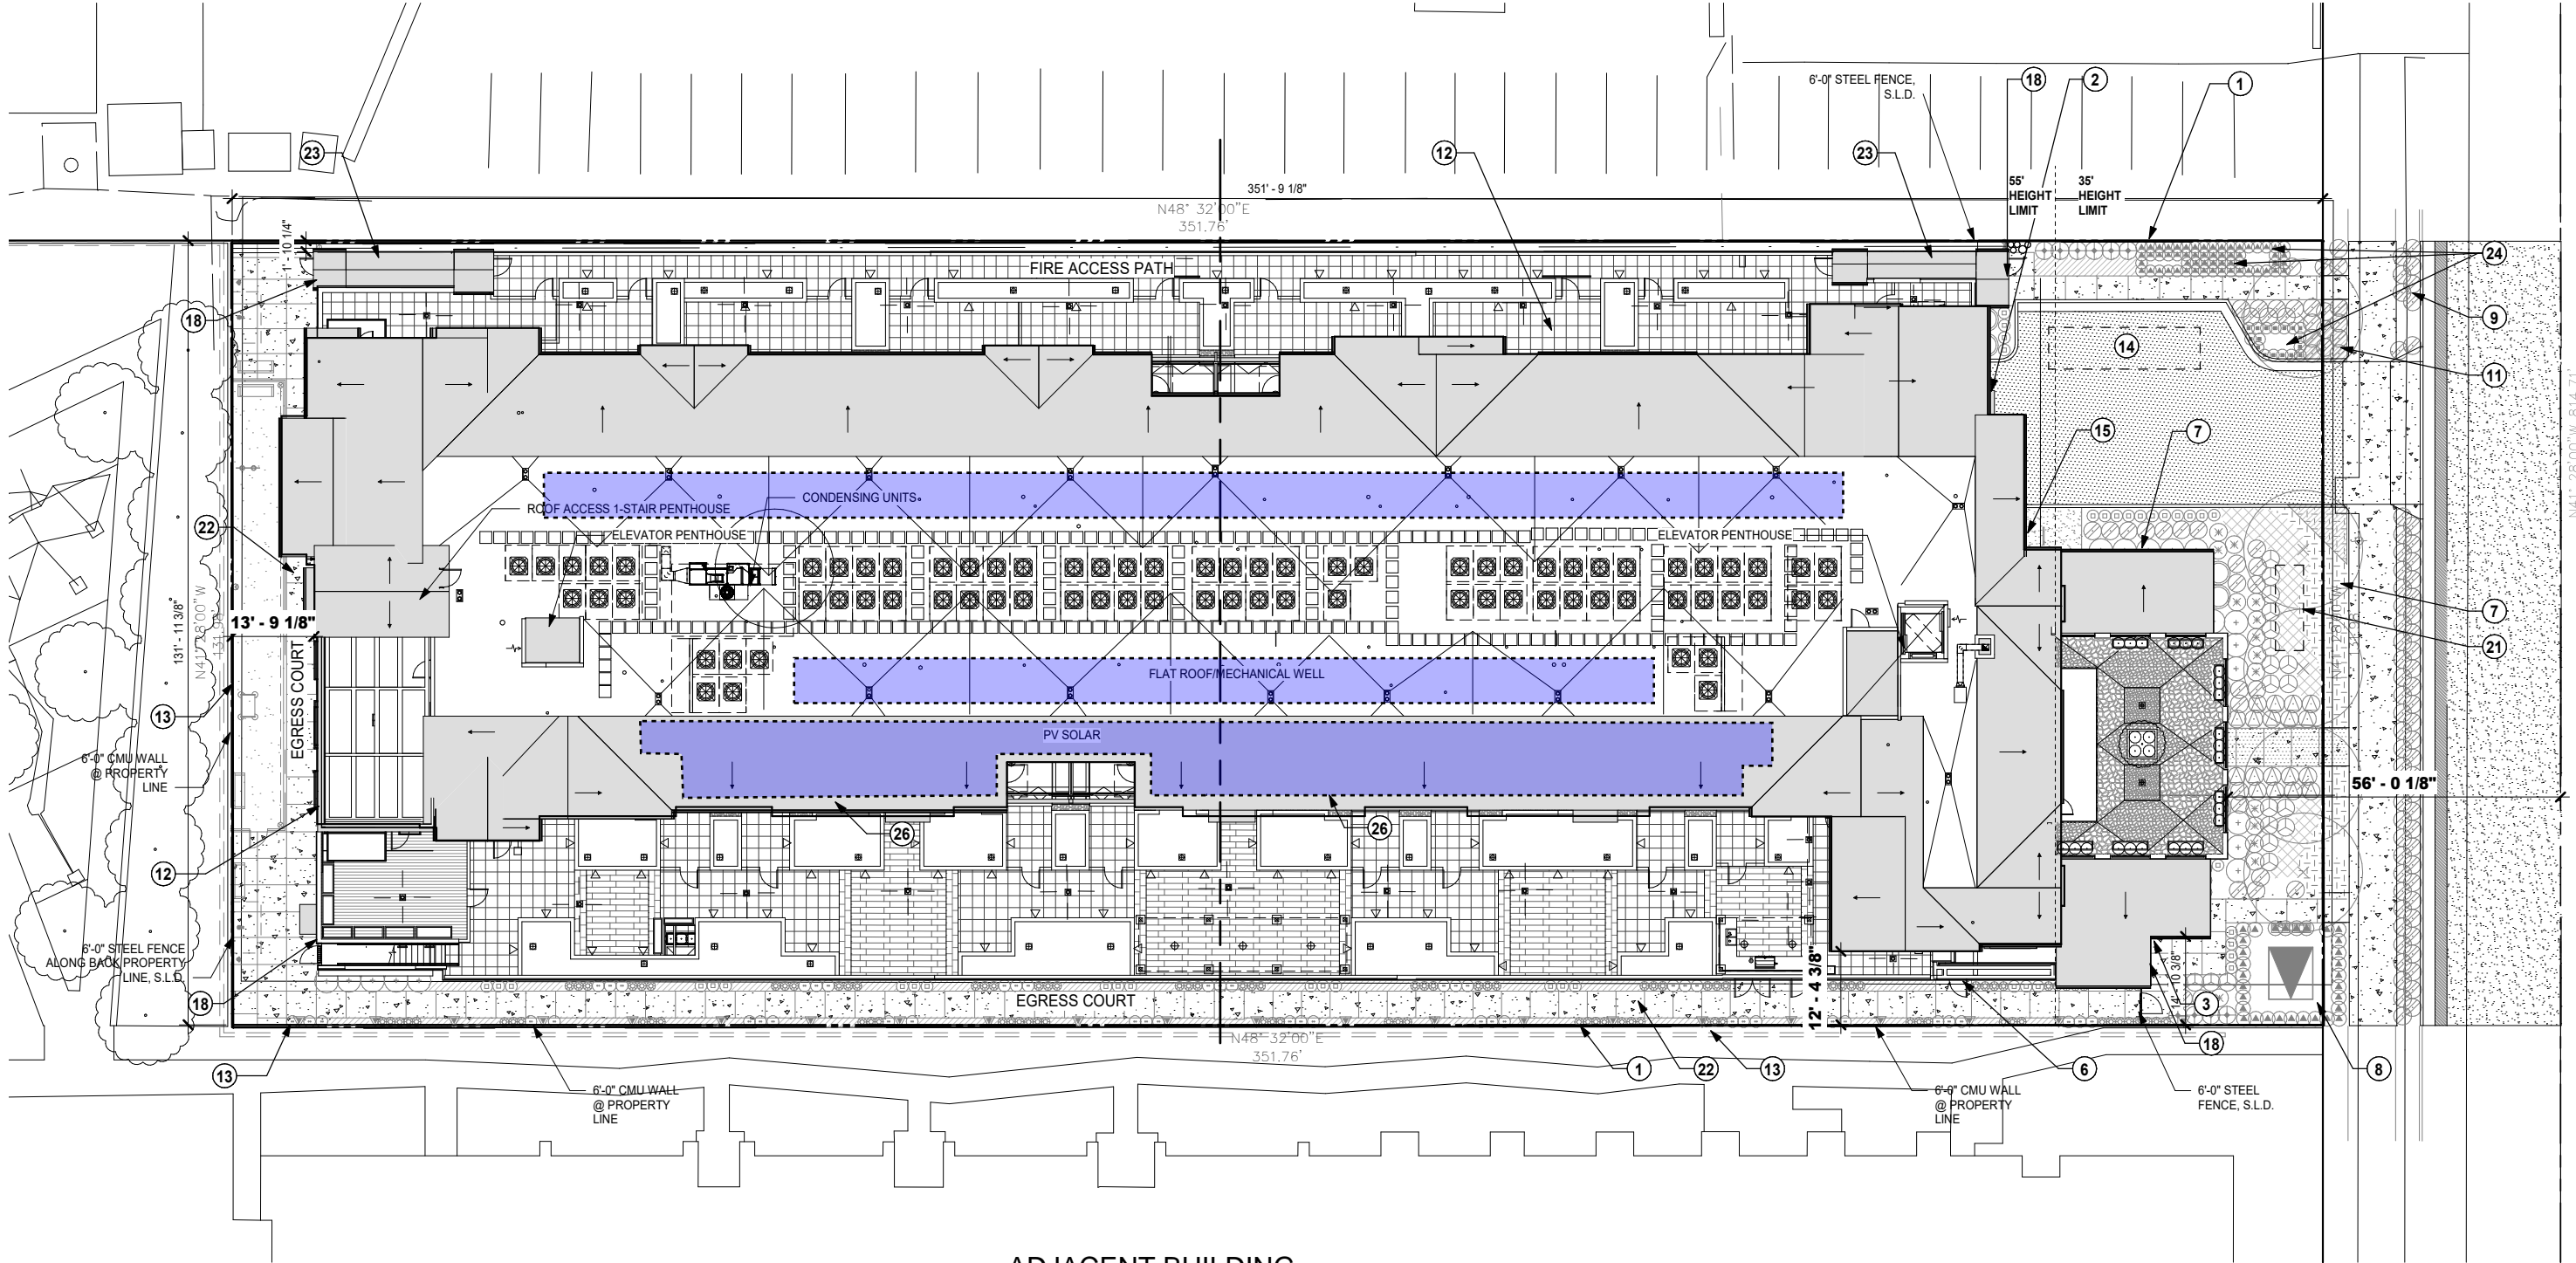 6'-0" STEEL FENCE,
S.L.D.
18
2
1
23
12
23
351' - 9 1/8"
N48° 32'00"E
351.76'
55'
HEIGHT
LIMIT
35'
HEIGHT
LIMIT
1' - 10 1/4"
FIRE ACCESS PATH
24
18
9
14
11
15
7
CONDENSING UNITS
ROOF ACCESS 1-STAIR PENTHOUSE
22
ELEVATOR PENTHOUSE
ELEVATOR PENTHOUSE
131' - 11 3/8"
13' - 9 1/8"
7
21
FLAT ROOF/MECHANICAL WELL
13
EGRESS COURT
PV SOLAR
6'-0" CMU WALL
@ PROPERTY
LINE
56' - 0 1/8"
26
26
12
6'-0" STEEL FENCE
ALONG BACK PROPERTY
LINE, S.L.D.
12' - 4 3/8"
14' - 10 3/8"
18
EGRESS COURT
3
N48° 32'00"E
351.76'
18
13
1
22
13
6
8
6'-0" CMU WALL
@ PROPERTY
LINE
6'-0" CMU WALL
@ PROPERTY
LINE
6'-0" STEEL
FENCE, S.L.D.
ADJACENT BUILDING